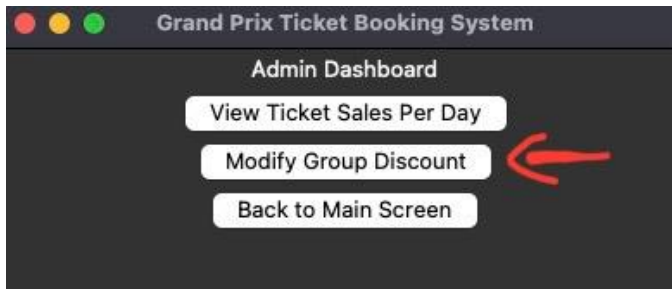 Grand Prix Ticket Booking System
Admin Dashboard
View Ticket Sales Per Day
Modify Group Discount
Back to Main Screen